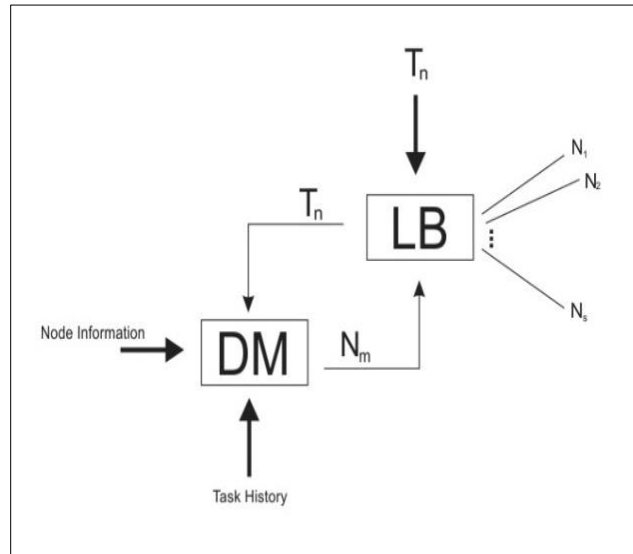 Tn
N1
N2
Tn
LB
Ns
Node Information
DM
Nm
Task History